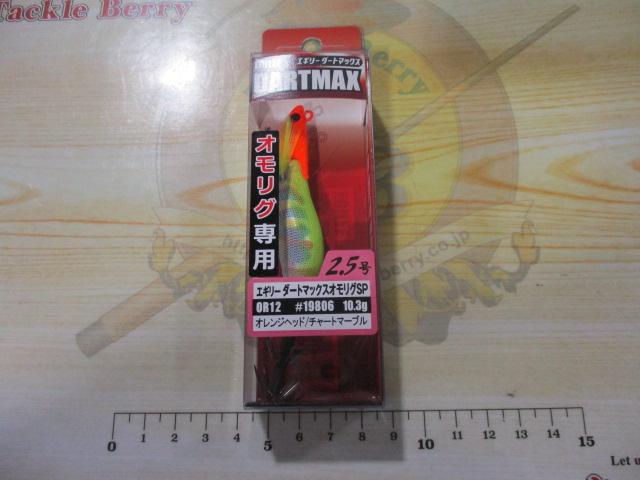 Tackle Berry
エギリー ダートマックス
DARTMAX
オモリグ専用
2.5号
エギリー ダートマックスオモリグSP
OR12 #19806 10.3g
オレンジヘッド/チャートマーブル
0 1 2 3 4 5 6 7 8 9 10 11 12 13 14 15
Let u